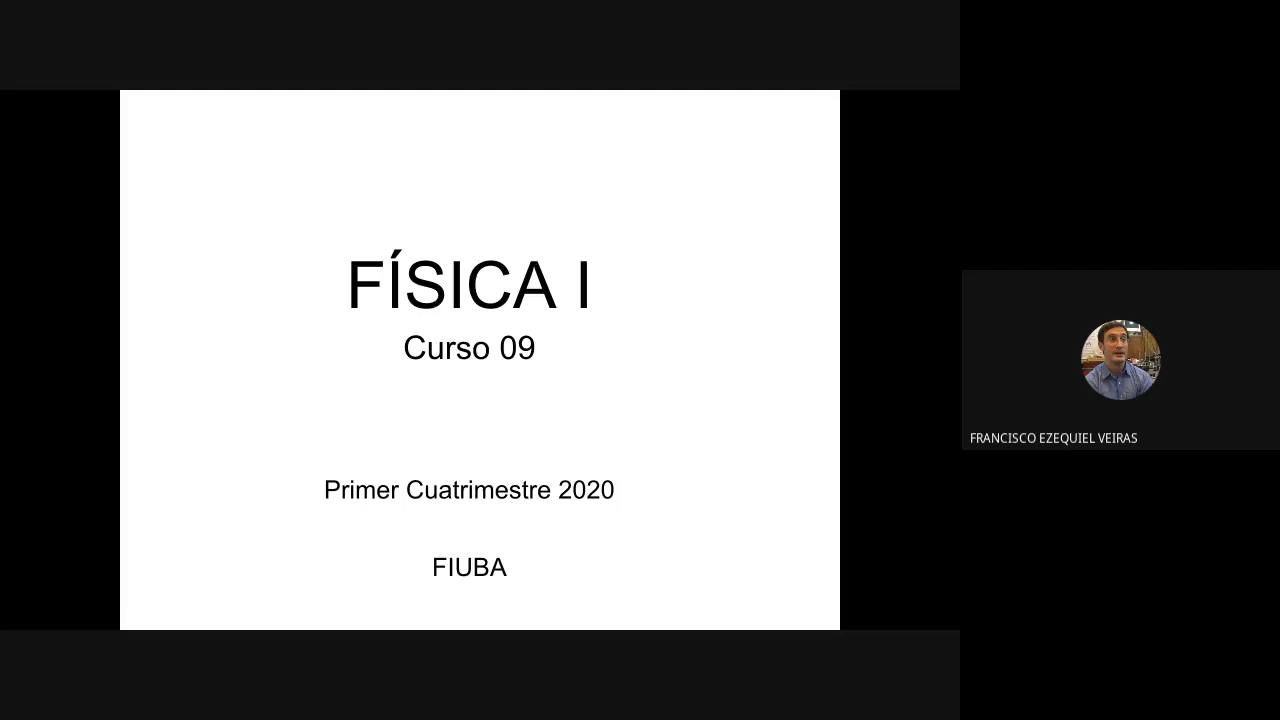 FÍSICA I
Curso 09
Primer Cuatrimestre 2020
FIUBA
FRANCISCO EZEQUIEL VEIRAS